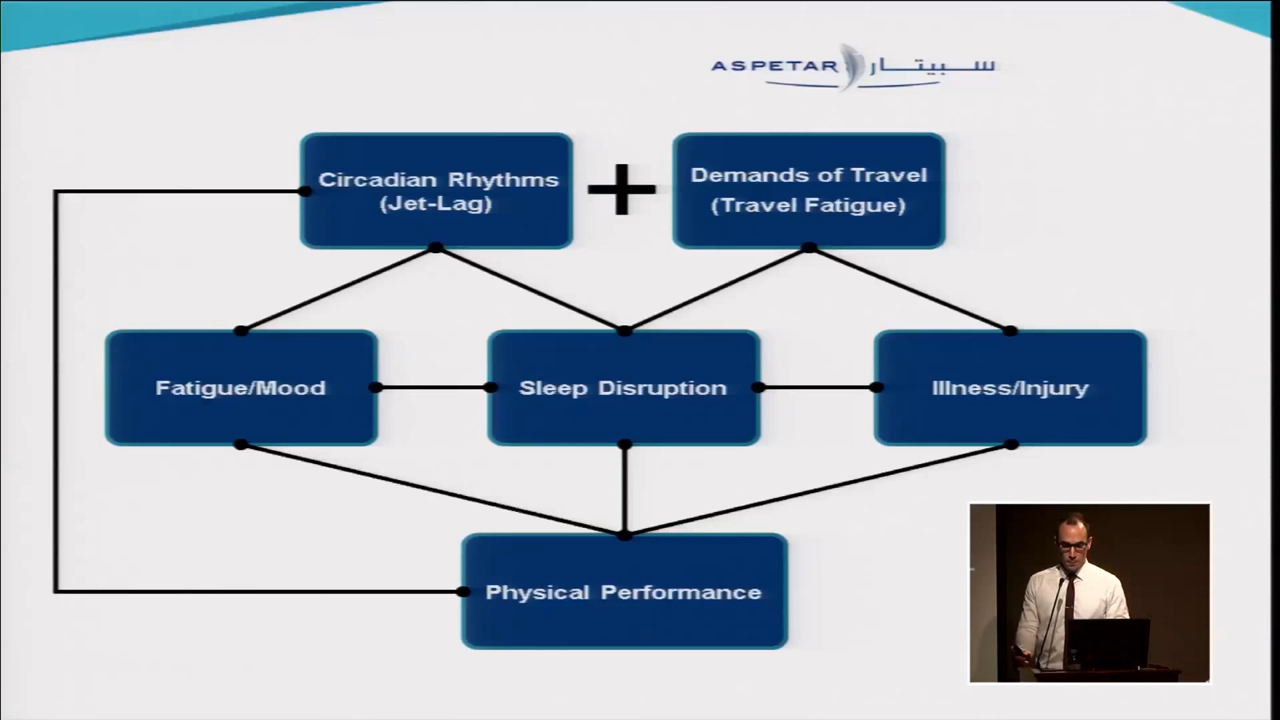 ASPETAR سبيتار
Circadian Rhythms
(Jet-Lag)
Demands of Travel
(Travel Fatigue)
Fatigue/Mood
Sleep Disruption
Illness/Injury
Physical Performance